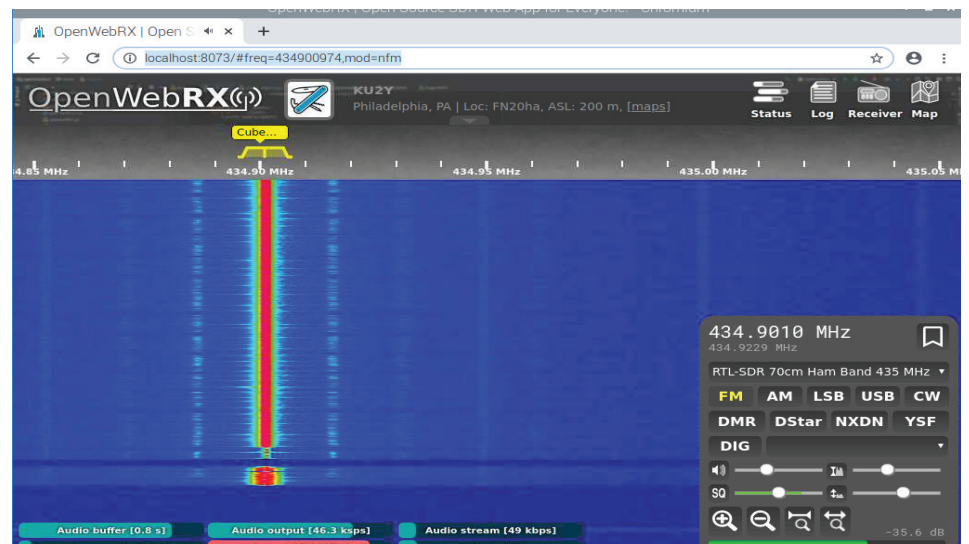 OpenWebRX | Open Source SDR Web App for Everyone! - Chromium
OpenWebRX | Open S
localhost:8073/#freq=434900974,mod=nfm
OpenWebRX
KU2Y
Philadelphia, PA | Loc: FN20ha, ASL: 200 m, [maps]
Status Log Receiver Map
Cube...
4.85 MHz 434.90 MHz 434.95 MHz 435.00 MHz 435.05 M
434.9010 MHz
434.9229 MHz
RTL-SDR 70cm Ham Band 435 MHz
FM AM LSB USB CW
DMR DStar NXDN YSF
DIG
SQ
-35.6 dB
Audio buffer [0.8 s] Audio output [46.3 ksps] Audio stream [49 kbps]